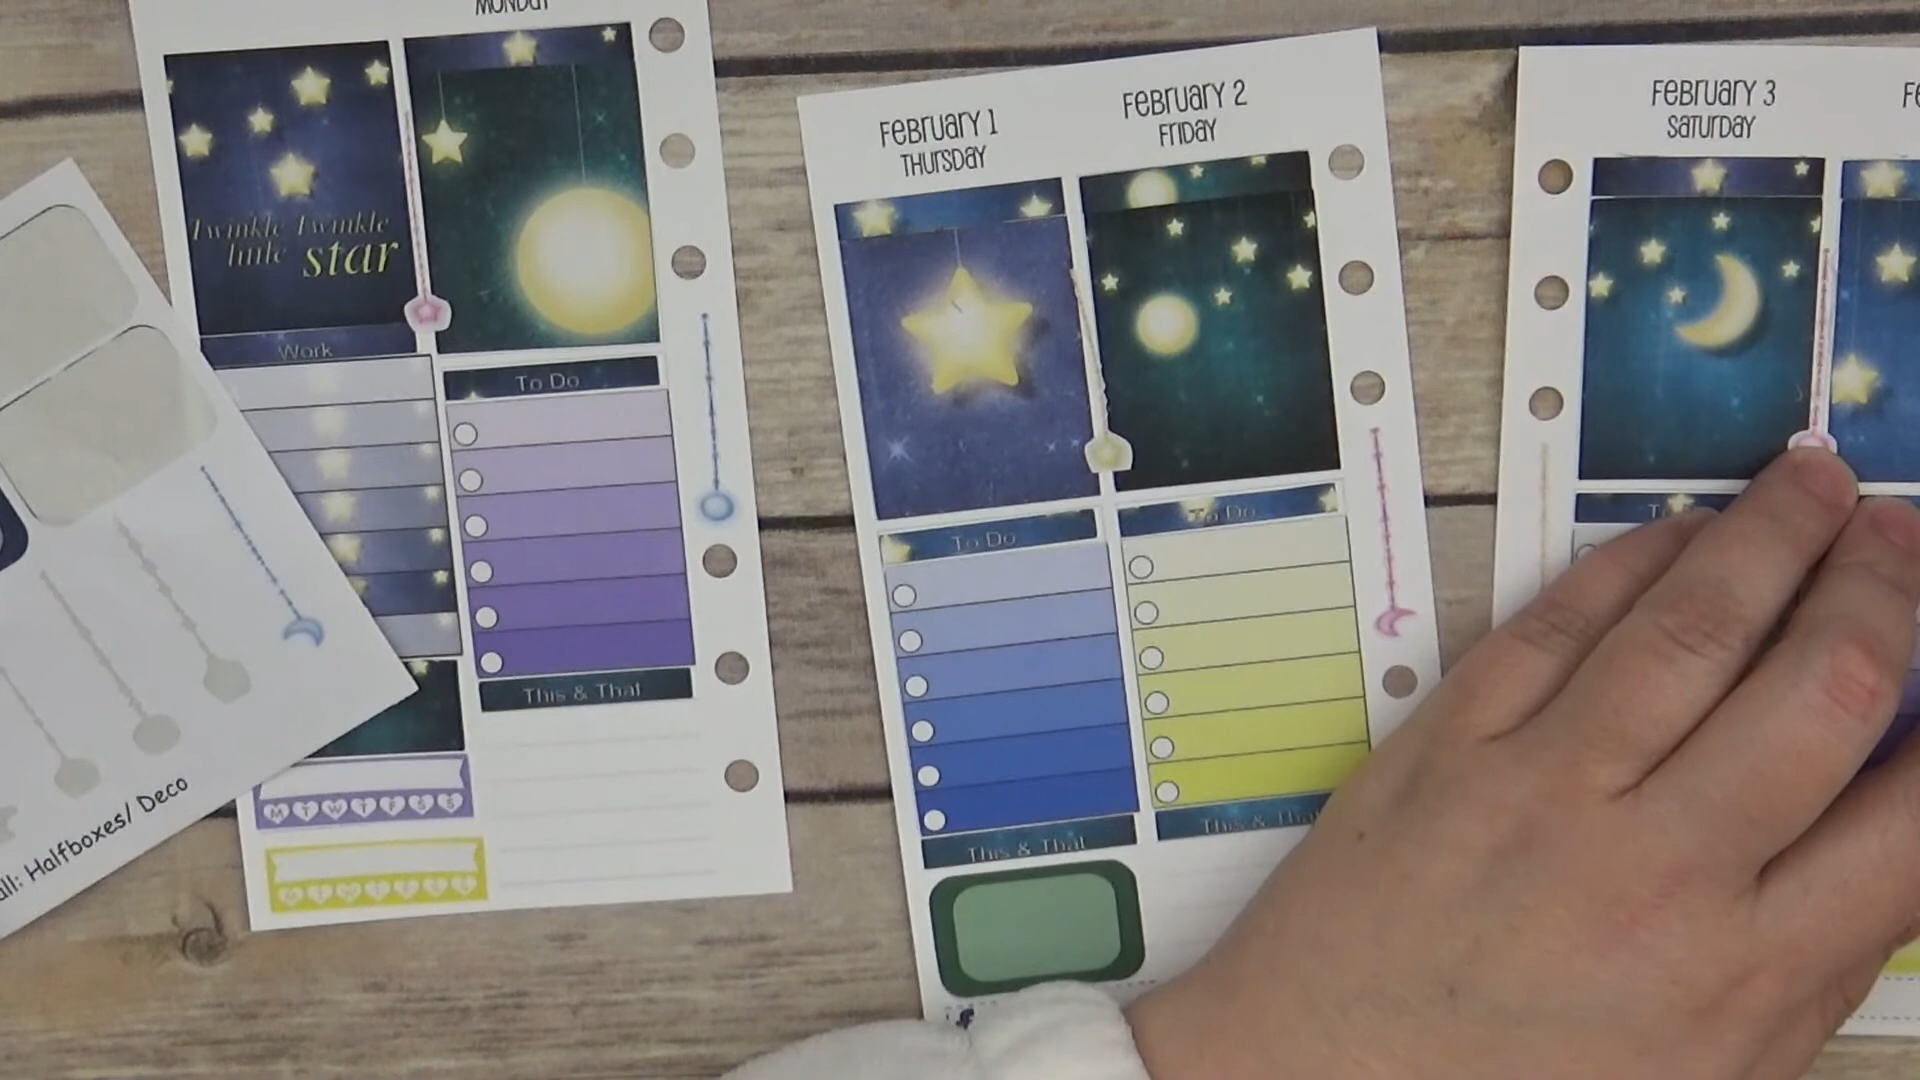 MONDAY
Twinkle Twinkle
little star
Work
To Do
This & That
M T W T F S S
M T W T F S S
all: Halfboxes/ Deco
February 1
Thursday
February 2
Friday
To Do
To Do
This & That
This & That
February 3
Saturday